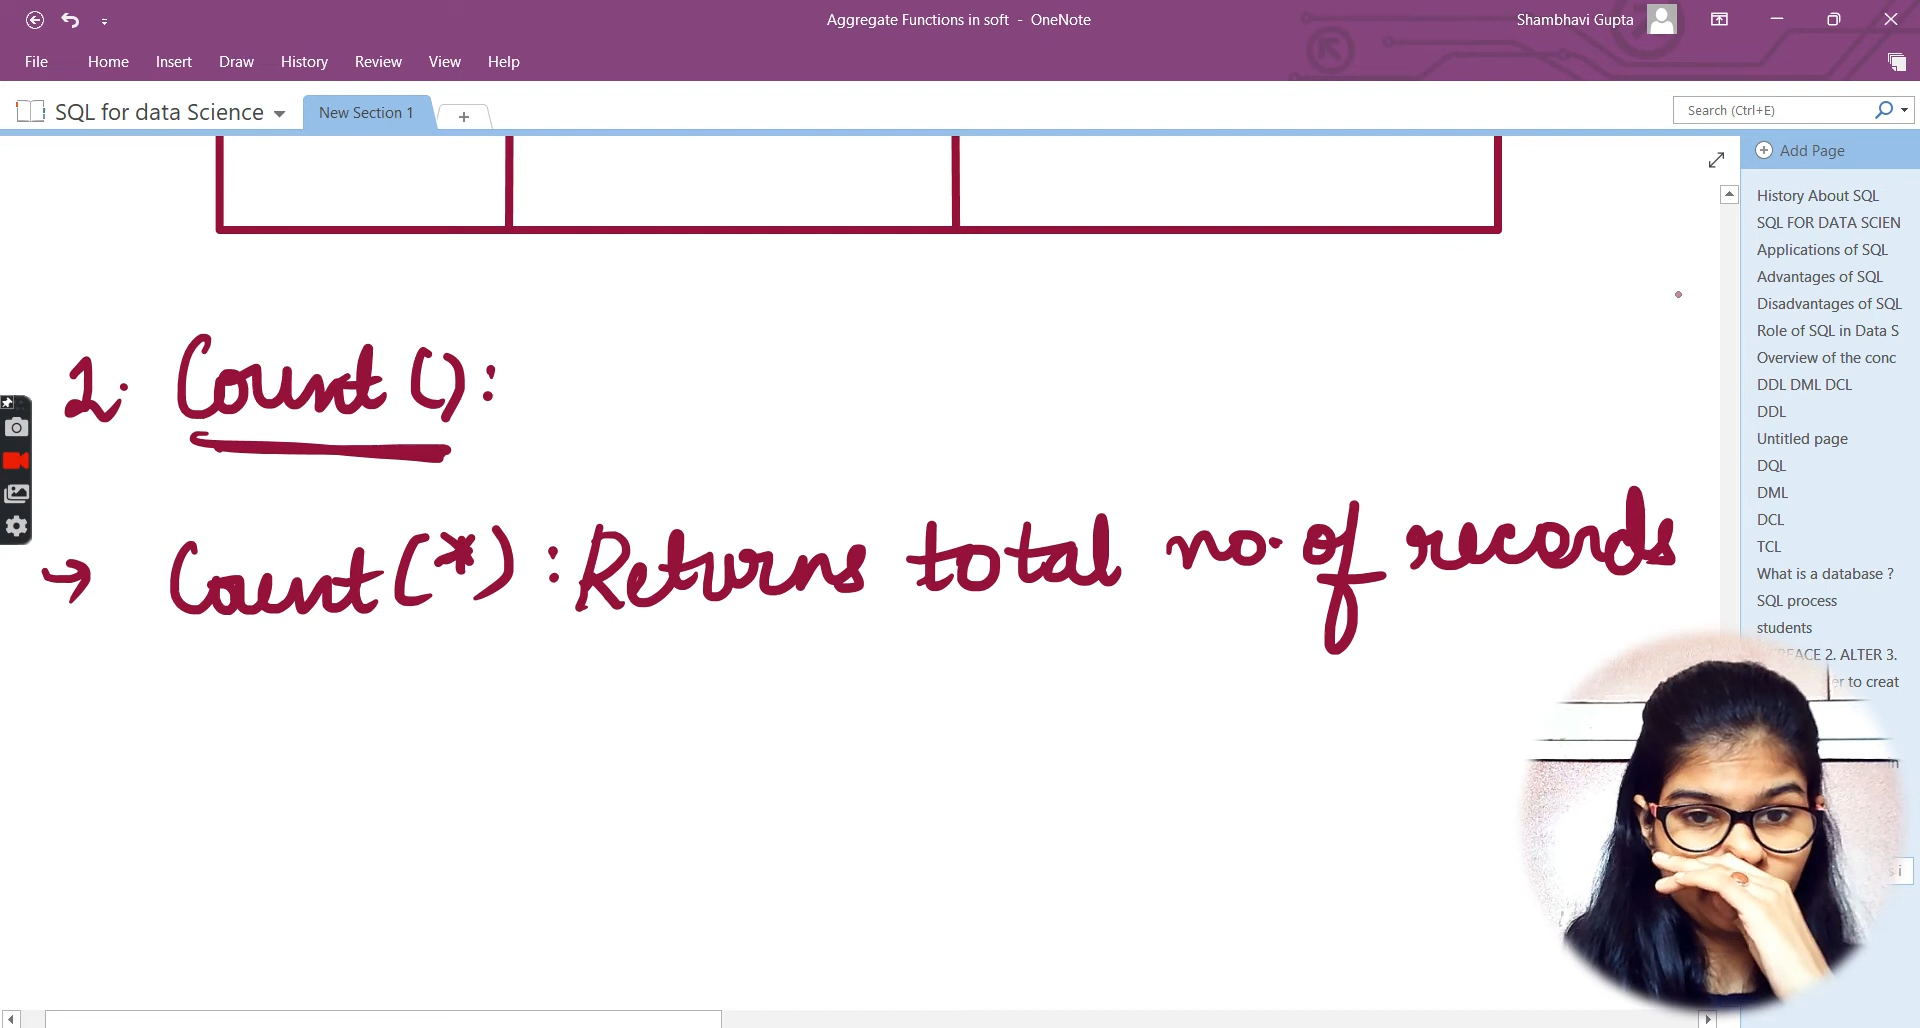 Aggregate Functions in soft - OneNote
Shambhavi Gupta
File Home Insert Draw History Review View Help
SQL for data Science
New Section 1
+
Search (Ctrl+E)
Add Page
History About SQL
SQL FOR DATA SCIEN
Applications of SQL
Advantages of SQL
Disadvantages of SQL
Role of SQL in Data S
Overview of the conc
DDL DML DCL
DDL
Untitled page
DQL
DML
DCL
TCL
What is a database ?
SQL process
students
ACE 2. ALTER 3.
er to creat
1. Count():
→ Count(*) : Returns total no. of records